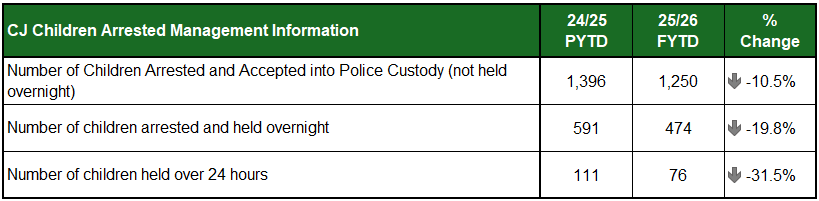 CJ Children Arrested Management Information
24/25
PYTD
25/26
FYTD
%
Change
Number of Children Arrested and Accepted into Police Custody (not held
overnight)
1,396
1,250
-10.5%
Number of children arrested and held overnight
591
474
-19.8%
Number of children held over 24 hours
111
76
-31.5%